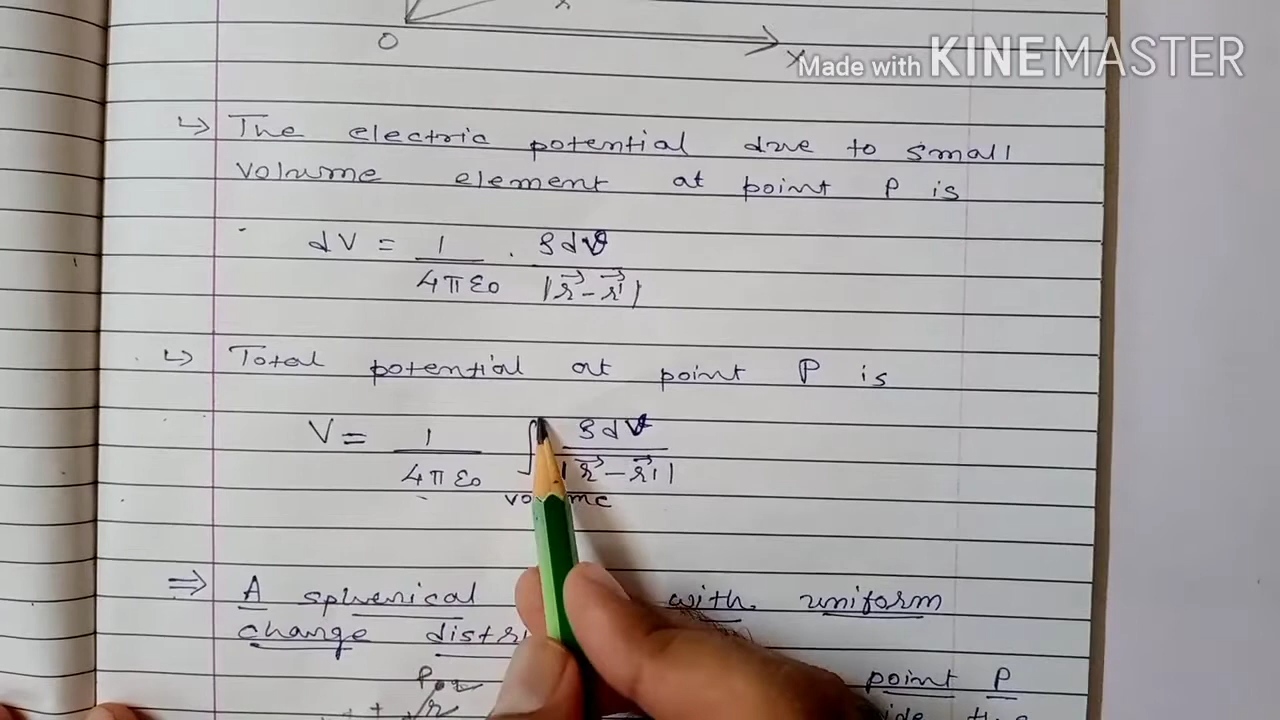 O
X
Made with KINEMASTER
↳ The electric potential due to small
volume element at point P is
dV = 1/4πε₀ · ρdV/|r⃗-r⃗'|
↳ Total potential at point P is
V = 1/4πε₀ ∫volume ρdV/|r⃗-r⃗'|
⇒ A spherical with uniform
charge
point P